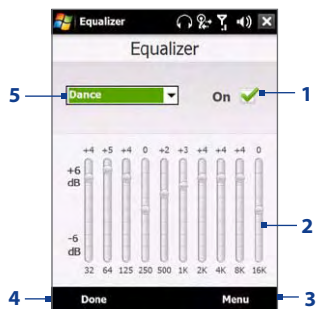 Equalizer
Equalizer
5
Dance
On
1
+4 +5 +4 0 +2 +3 +4 +4 +4 0
+6
dB
2
-6
dB
32 64 125 250 500 1K 2K 4K 8K 16K
4
Done
Menu
3